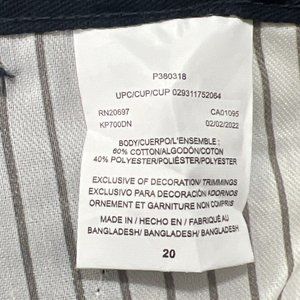 P380318
UPC/CUP/CUP 029311752064
RN20697 CA01095
KP700DN 02/02/2022
BODY/CUERPO/L'ENSEMBLE:
60% COTTON/ALGODÓN/COTON
40% POLYESTER/POLIÉSTER/POLYESTER
EXCLUSIVE OF DECORATION/TRIMMINGS
EXCLUSIVO PARA DECORACIÓN/ADORNOS
ORNEMENT ET GARNITURE NON COMPRIS
MADE IN / HECHO EN / FABRIQUÉ AU
BANGLADESH/ BANGLADESH/ BANGLADESH
20